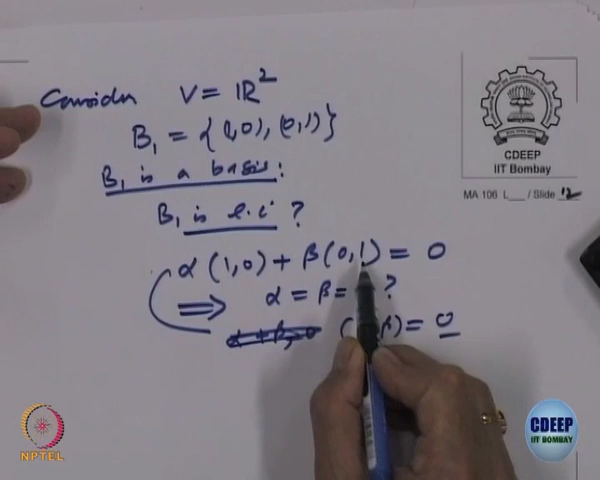 Consider V = ℝ²
B₁ = {(1,0), (0,1)}
B₁ is a basis:
B₁ is l.i ?
α (1,0) + β (0,1) = 0
⇒ α = β = ?
β) = 0
CDEEP
IIT Bombay
MA 106 L___ / Slide 12
NPTEL
CDEEP
IIT BOMBAY